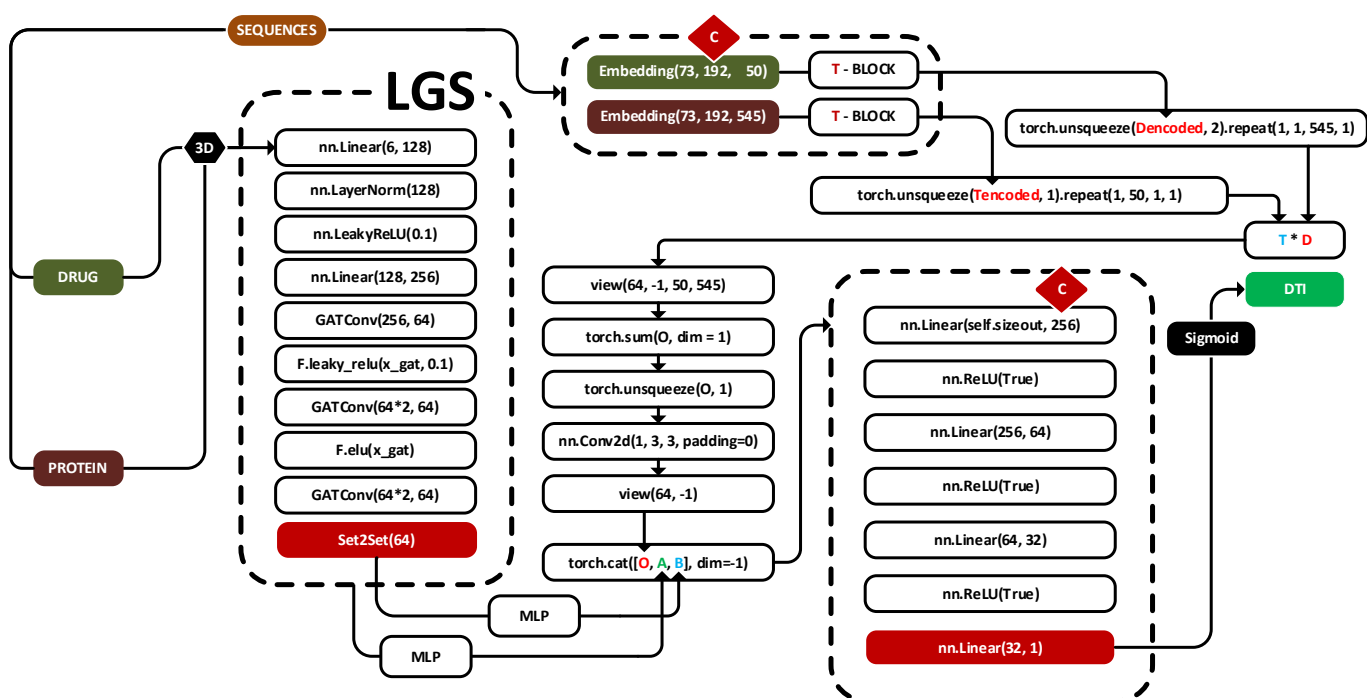 SEQUENCES
C
Embedding(73, 192, 50)
T - BLOCK
Embedding(73, 192, 545)
T - BLOCK
torch.unsqueeze(Dencoded, 2).repeat(1, 1, 545, 1)
torch.unsqueeze(Tencoded, 1).repeat(1, 50, 1, 1)
T * D
LGS
3D
nn.Linear(6, 128)
nn.LayerNorm(128)
nn.LeakyReLU(0.1)
nn.Linear(128, 256)
GATConv(256, 64)
F.leaky_relu(x_gat, 0.1)
GATConv(64*2, 64)
F.elu(x_gat)
GATConv(64*2, 64)
Set2Set(64)
DRUG
PROTEIN
MLP
MLP
view(64, -1, 50, 545)
torch.sum(O, dim = 1)
torch.unsqueeze(O, 1)
nn.Conv2d(1, 3, 3, padding=0)
view(64, -1)
torch.cat([O, A, B], dim=-1)
C
nn.Linear(self.sizeout, 256)
nn.ReLU(True)
nn.Linear(256, 64)
nn.ReLU(True)
nn.Linear(64, 32)
nn.ReLU(True)
nn.Linear(32, 1)
Sigmoid
DTI